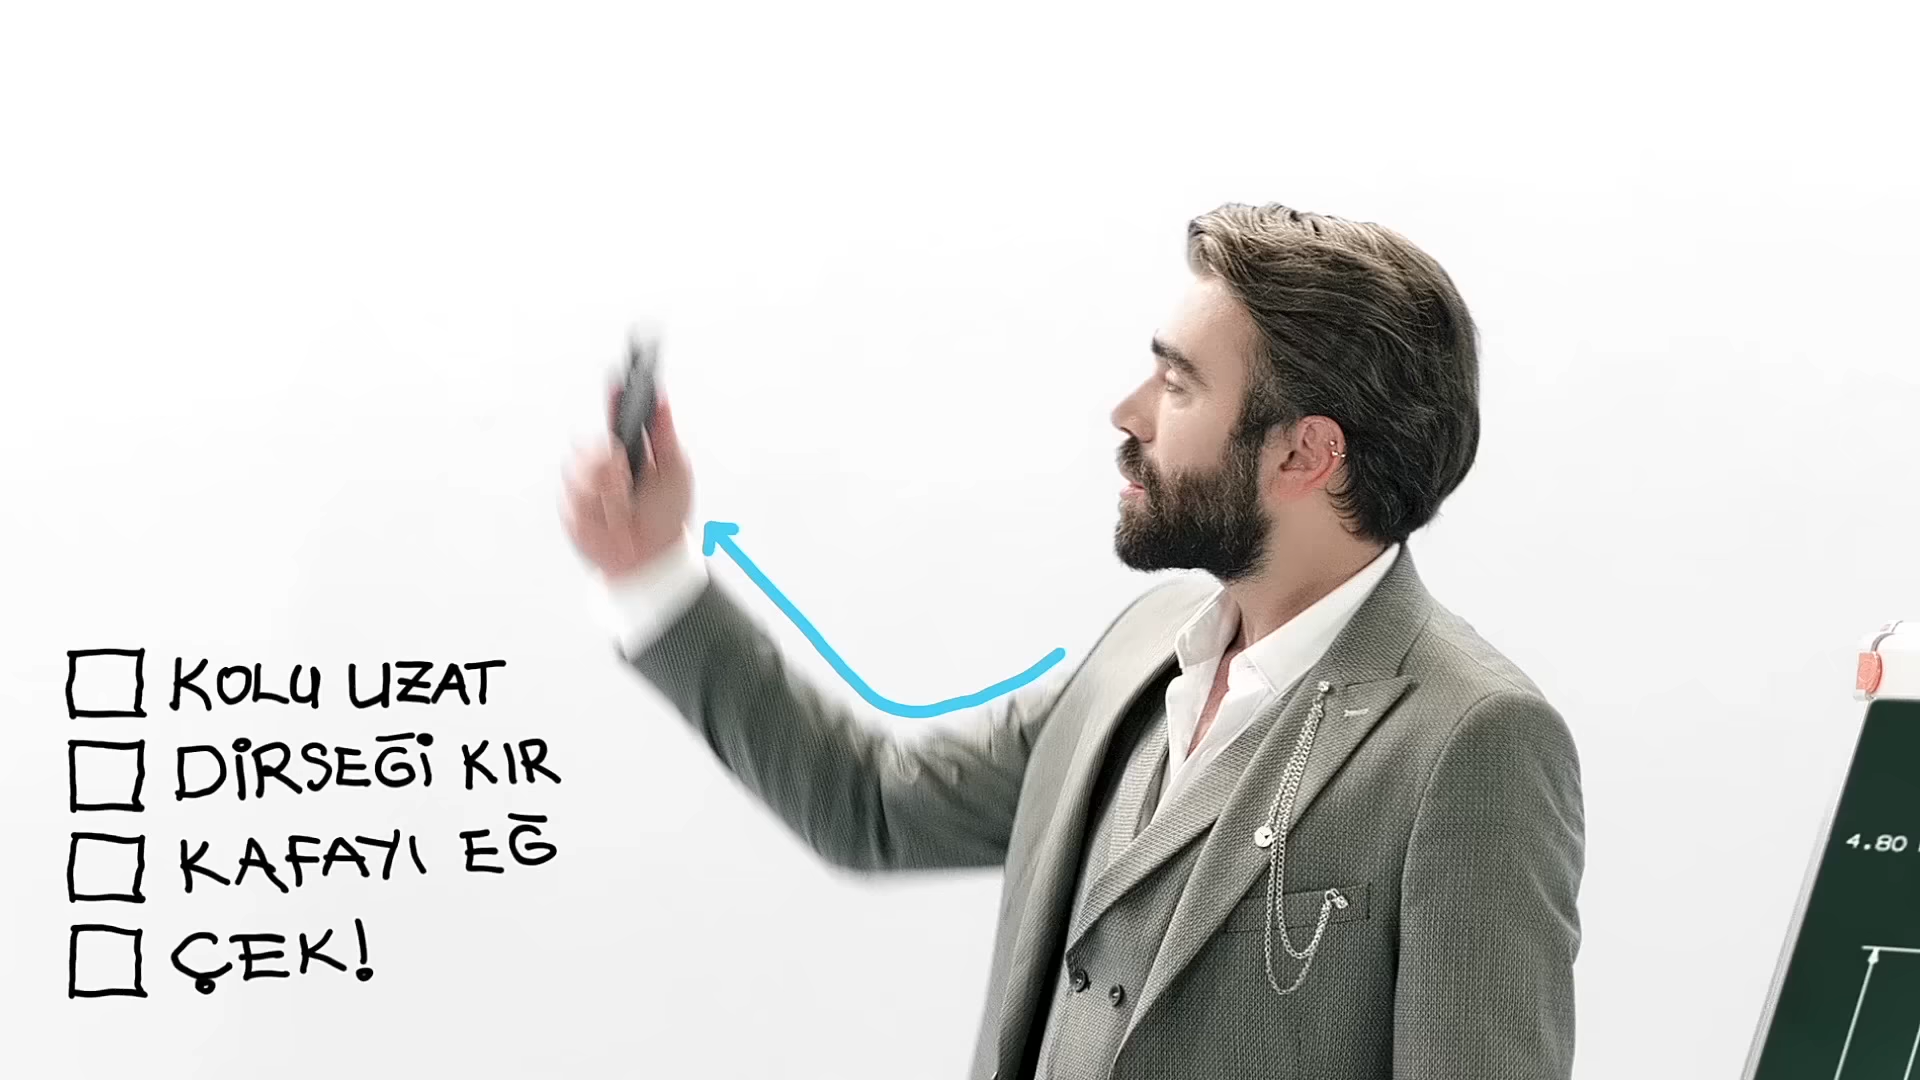 KOLU UZAT
DİRSEĞİ KIR
KAFAYI EĞ
ÇEK!
4.80